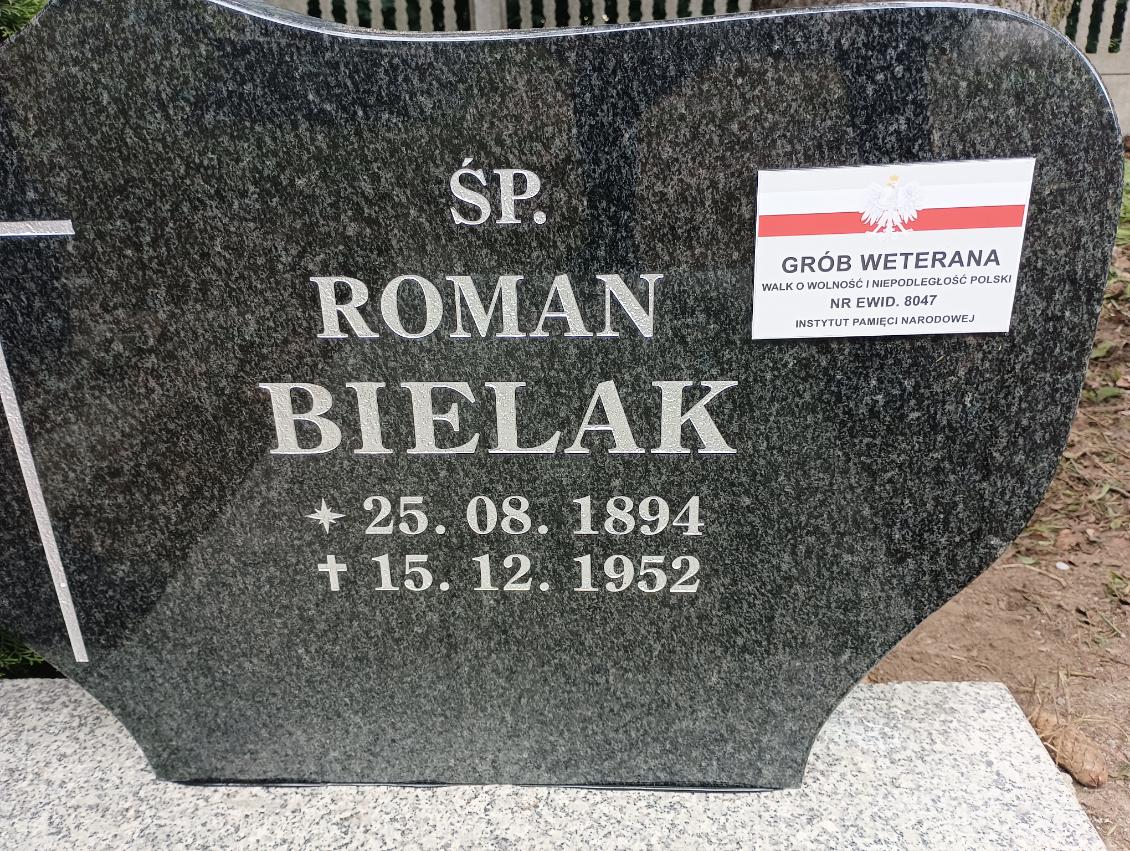 ŚP.
ROMAN
BIELAK
25. 08. 1894
15. 12. 1952
GRÓB WETERANA
WALK O WOLNOŚĆ I NIEPODLEGŁOŚĆ POLSKI
NR EWID. 8047
INSTYTUT PAMIĘCI NARODOWEJ